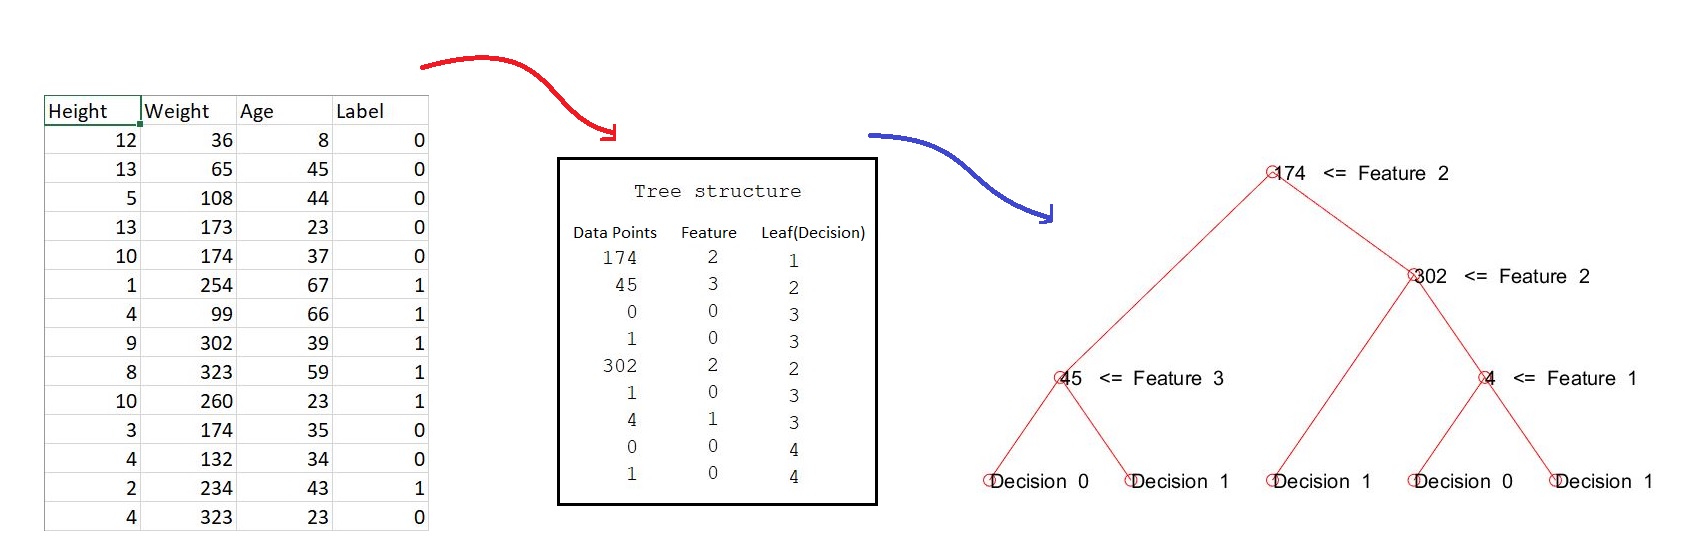 Height Weight Age Label
12 36 8 0
13 65 45 0
5 108 44 0
13 173 23 0
10 174 37 0
1 254 67 1
4 99 66 1
9 302 39 1
8 323 59 1
10 260 23 1
3 174 35 0
4 132 34 0
2 234 43 1
4 323 23 0
Tree structure
Data Points Feature Leaf(Decision)
174 2 1
45 3 2
0 0 3
1 0 3
302 2 2
1 0 3
4 1 3
0 0 4
1 0 4
174 <= Feature 2
302 <= Feature 2
45 <= Feature 3
4 <= Feature 1
Decision 0 Decision 1 Decision 1 Decision 0 Decision 1